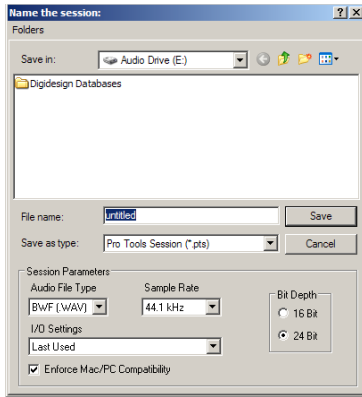 Name the session:
Folders
Save in: Audio Drive (E:)
Digidesign Databases
File name: untitled Save
Save as type: Pro Tools Session (*.pts) Cancel
Session Parameters
Audio File Type Sample Rate
BWF (.WAV) 44.1 kHz
Bit Depth
16 Bit
24 Bit
I/O Settings
Last Used
Enforce Mac/PC Compatibility